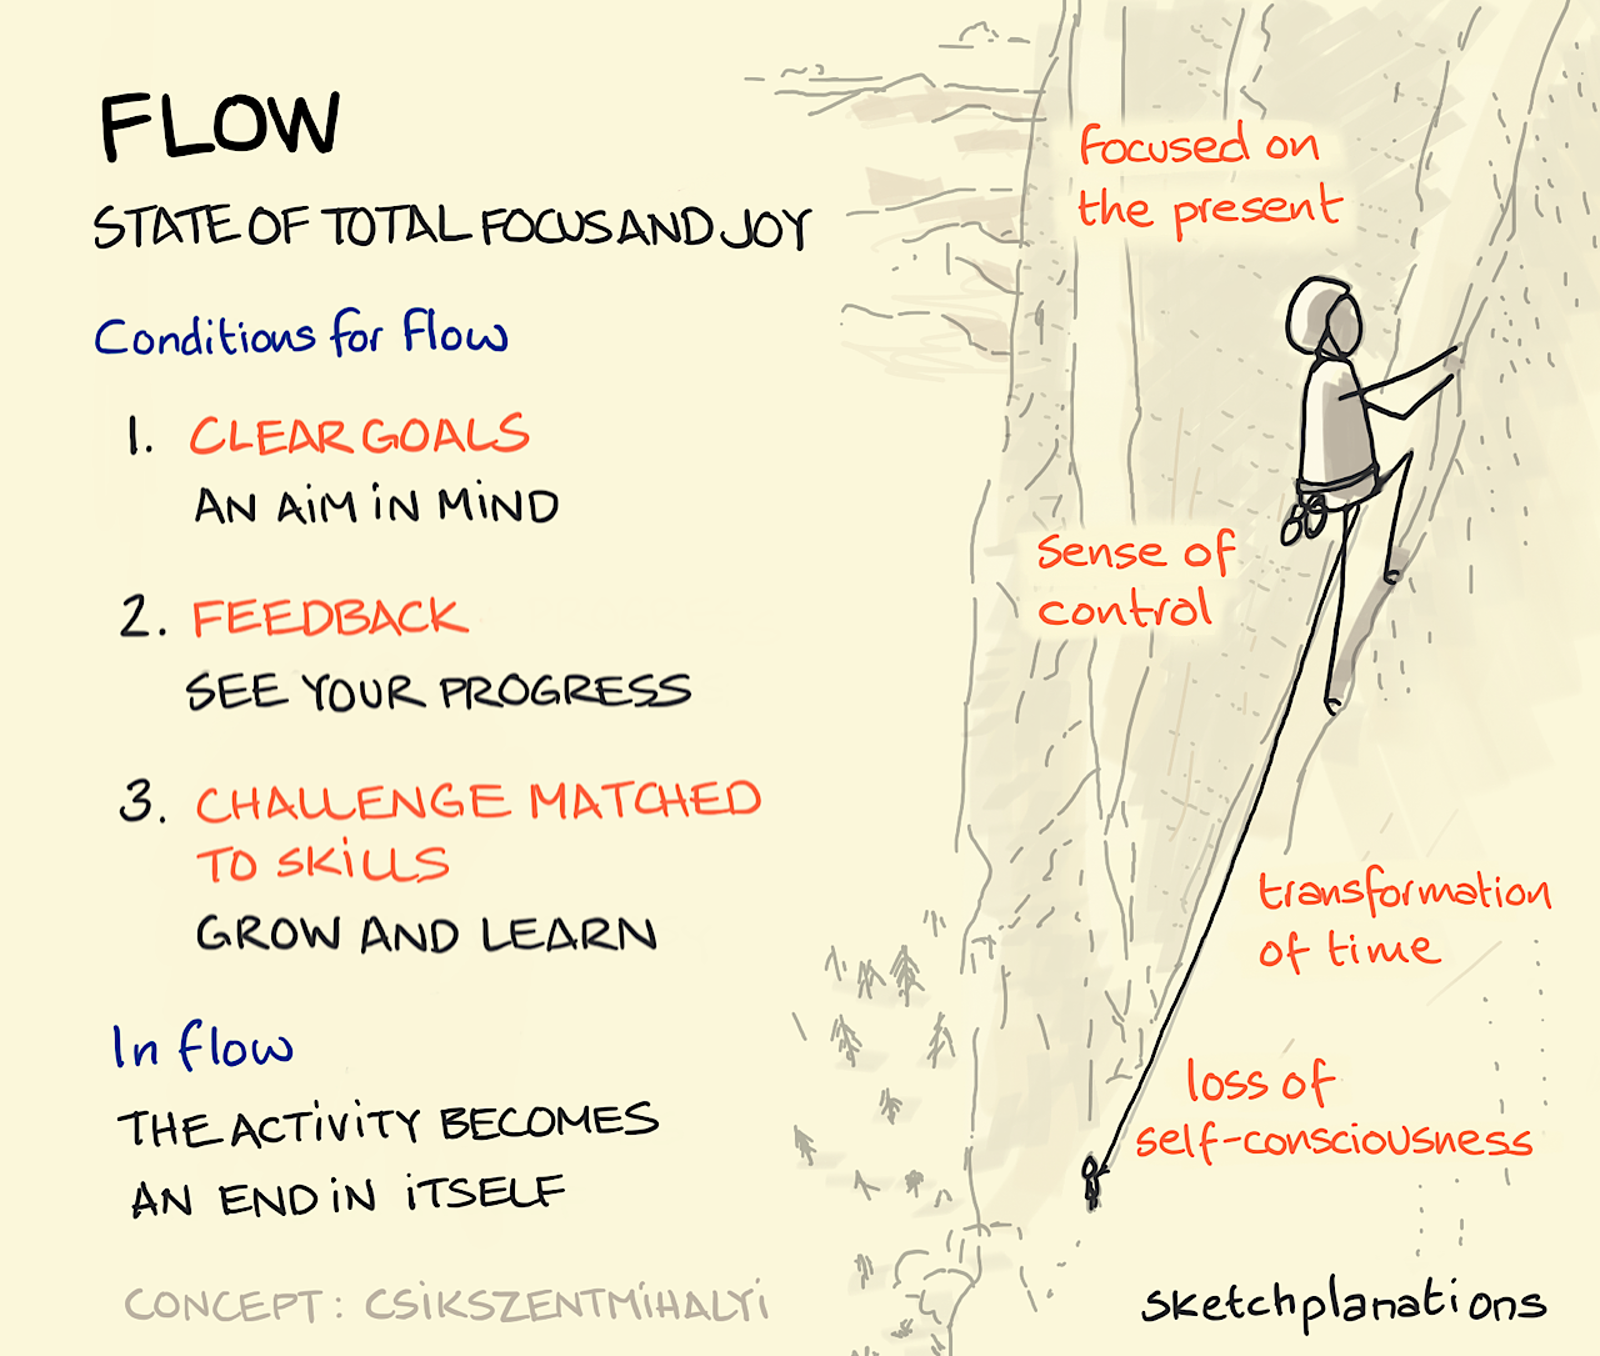 FLOW
STATE OF TOTAL FOCUS AND JOY
Conditions for Flow
1. CLEAR GOALS
AN AiM iN MiND
2. FEEDBACK
SEE YOUR PROGRESS
3. CHALLENGE MATCHED
TO SKiLLS
GROW AND LEARN
In flow
THE ACTiViTY BECOMES
AN END iN iTSELF
CONCEPT: CSiKSZENTMiHALYi
focused on
the present
sense of
control
transformation
of time
loss of
self-consciousness
sketchplanations